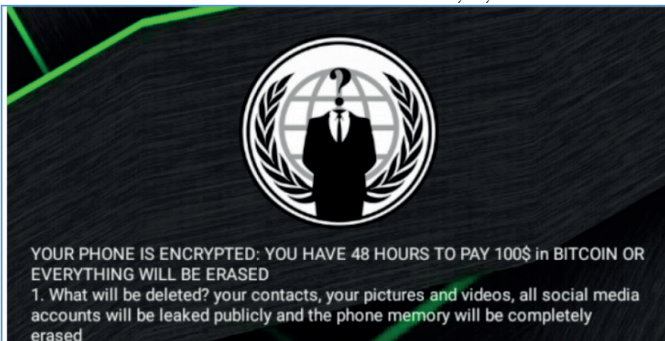 ?
YOUR PHONE IS ENCRYPTED: YOU HAVE 48 HOURS TO PAY 100$ in BITCOIN OR
EVERYTHING WILL BE ERASED
1. What will be deleted? your contacts, your pictures and videos, all social media
accounts will be leaked publicly and the phone memory will be completely
erased